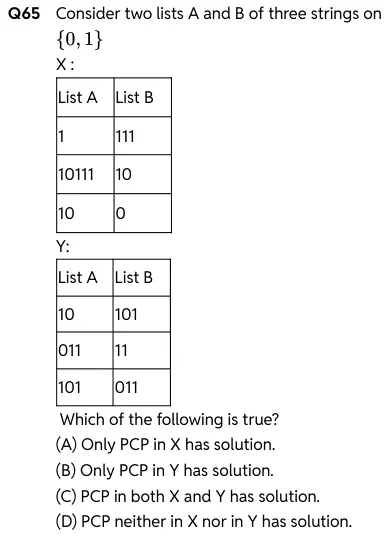 Q65 Consider two lists A and B of three strings on
{0, 1}
X :
List A List B
1 111
10111 10
10 0
Y:
List A List B
10 101
011 11
101 011
Which of the following is true?
(A) Only PCP in X has solution.
(B) Only PCP in Y has solution.
(C) PCP in both X and Y has solution.
(D) PCP neither in X nor in Y has solution.